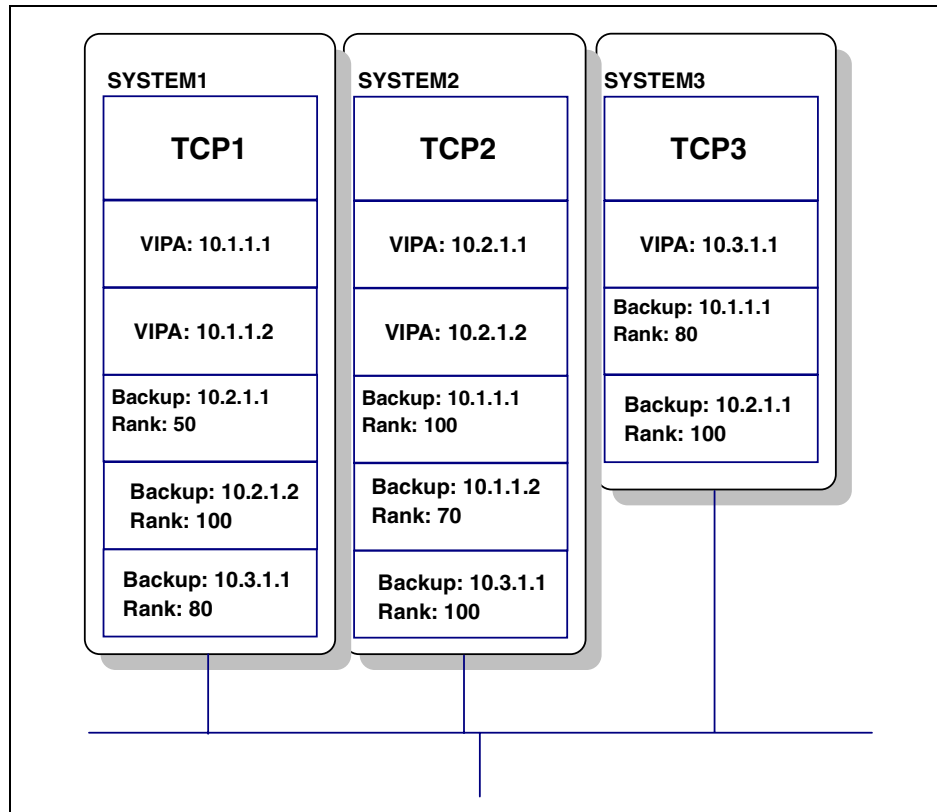 SYSTEM1
TCP1
VIPA: 10.1.1.1
VIPA: 10.1.1.2
Backup: 10.2.1.1
Rank: 50
Backup: 10.2.1.2
Rank: 100
Backup: 10.3.1.1
Rank: 80
SYSTEM2
TCP2
VIPA: 10.2.1.1
VIPA: 10.2.1.2
Backup: 10.1.1.1
Rank: 100
Backup: 10.1.1.2
Rank: 70
Backup: 10.3.1.1
Rank: 100
SYSTEM3
TCP3
VIPA: 10.3.1.1
Backup: 10.1.1.1
Rank: 80
Backup: 10.2.1.1
Rank: 100